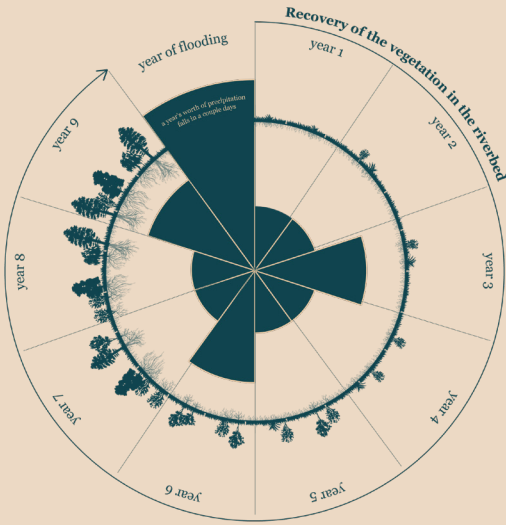 Recovery of the vegetation in the riverbed
year of flooding
a year's worth of precipitation
falls in a couple days
year 1
year 2
year 3
year 4
year 5
year 6
year 7
year 8
year 9